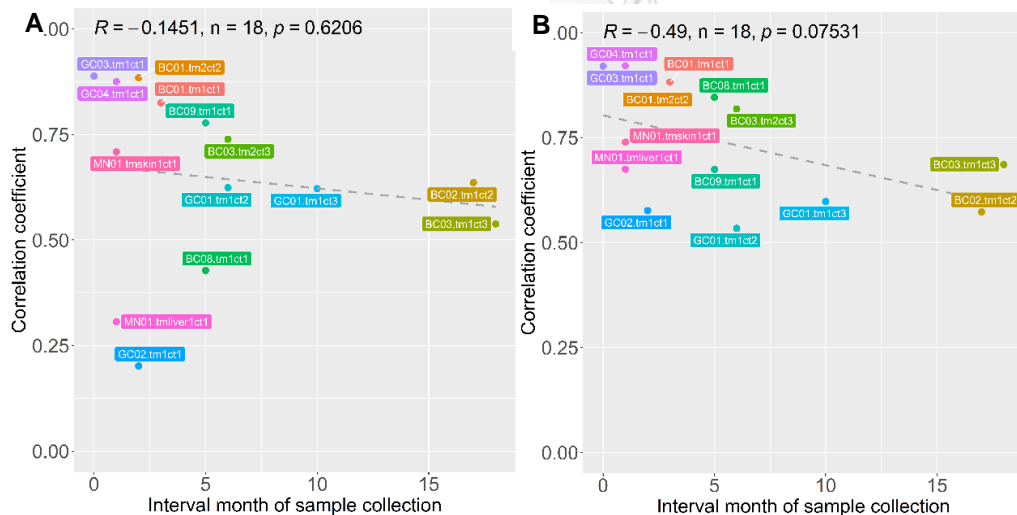 A
R = −0.1451, n = 18, p = 0.6206
.00
GC03.tm1ct1
BC01.tm2ct2
GC04.tm1ct1
BC01.tm1ct1
BC09.tm1ct1
0.75
BC03.tm2ct3
MN01.tmskin1ct1
GC01.tm1ct2
GC01.tm1ct3
BC02.tm1ct2
BC03.tm1ct3
0.50
BC08.tm1ct1
MN01.tmliver1ct1
0.25
GC02.tm1ct1
0.00
Correlation coefficient
0 5 10 15
Interval month of sample collection
B
R = −0.49, n = 18, p = 0.07531
.00
GC04.tm1ct1
BC01.tm1ct1
GC03.tm1ct1
BC08.tm1ct1
BC01.tm2ct2
BC03.tm2ct3
0.75
MN01.tmskin1ct1
MN01.tmliver1ct1
BC03.tm1ct3
BC09.tm1ct1
BC02.tm1ct2
GC02.tm1ct1
GC01.tm1ct3
GC01.tm1ct2
0.50
0.25
0.00
Correlation coefficient
0 5 10 15
Interval month of sample collection